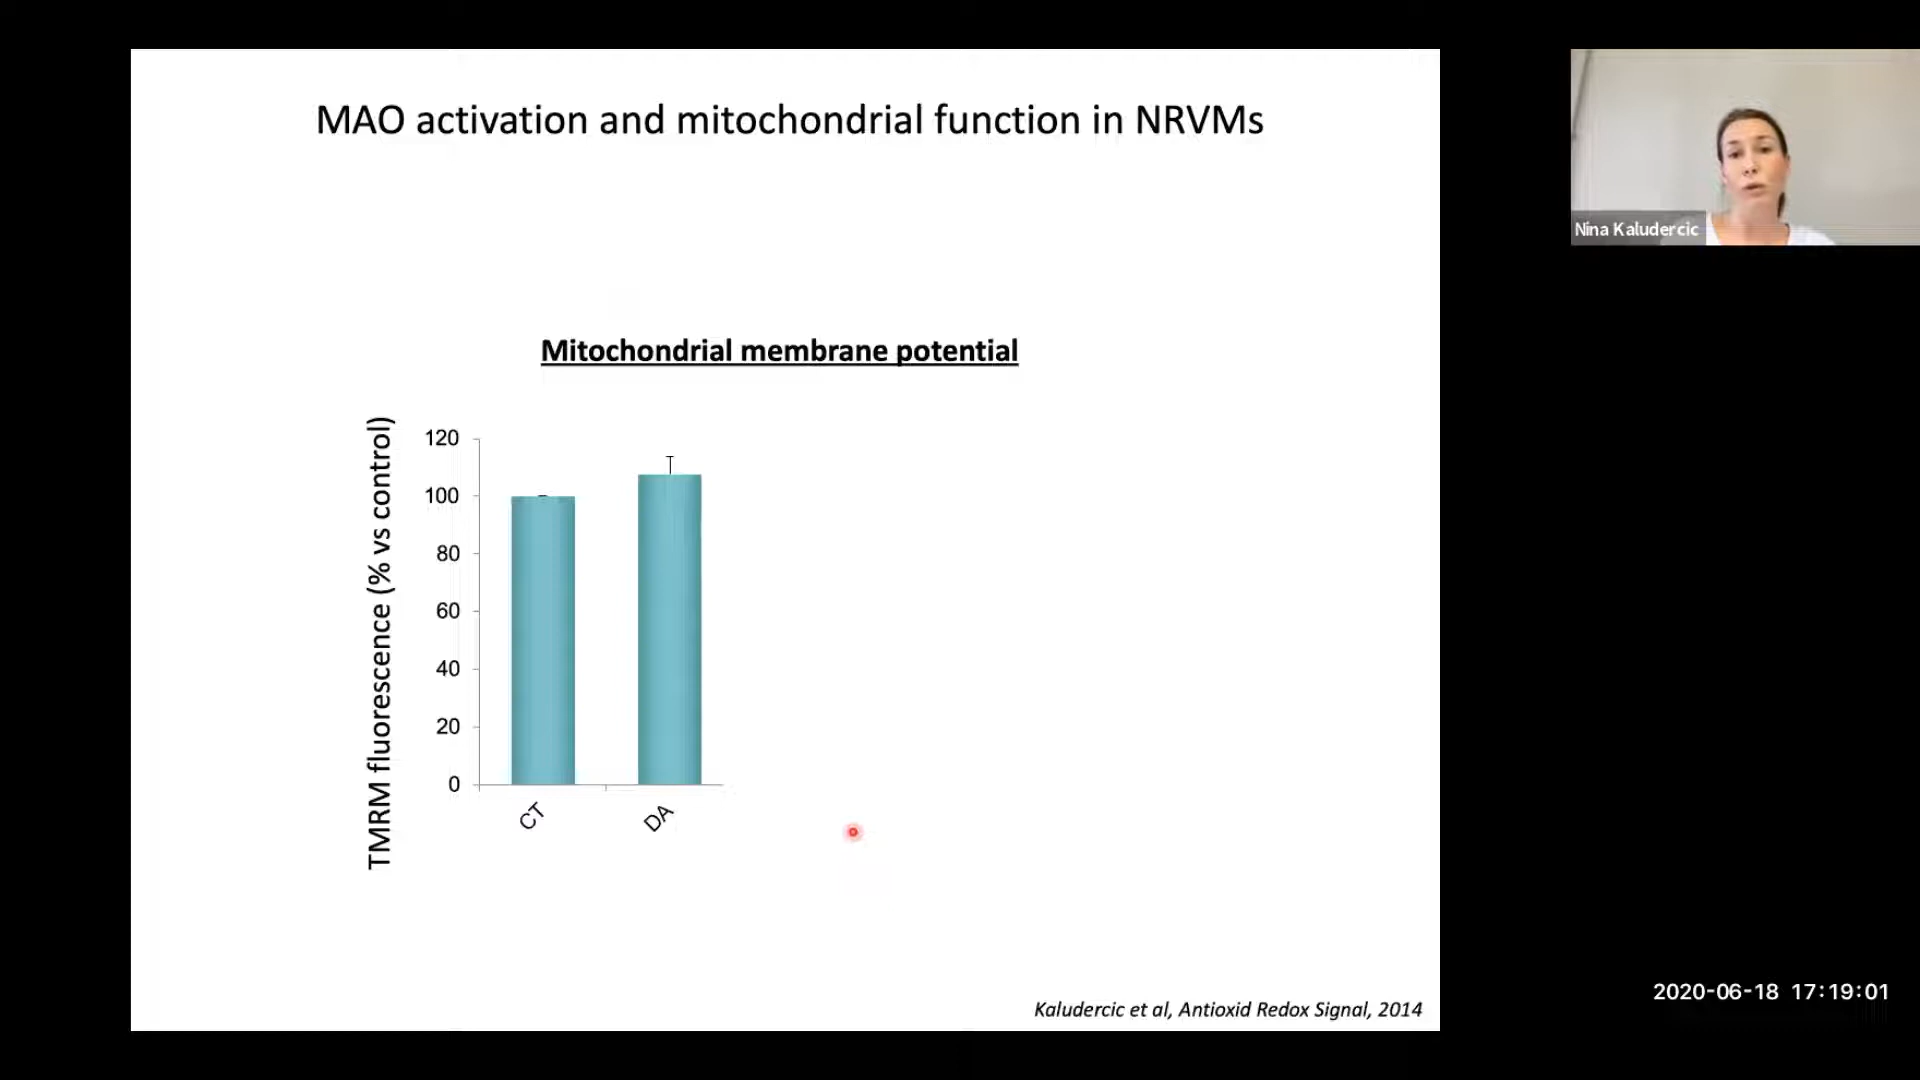 MAO activation and mitochondrial function in NRVMs
Nina Kaludercic
Mitochondrial membrane potential
TMRM fluorescence (% vs control)
120
100
80
60
40
20
0
CT
DA
Kaludercic et al, Antioxid Redox Signal, 2014
2020-06-18 17:19:01